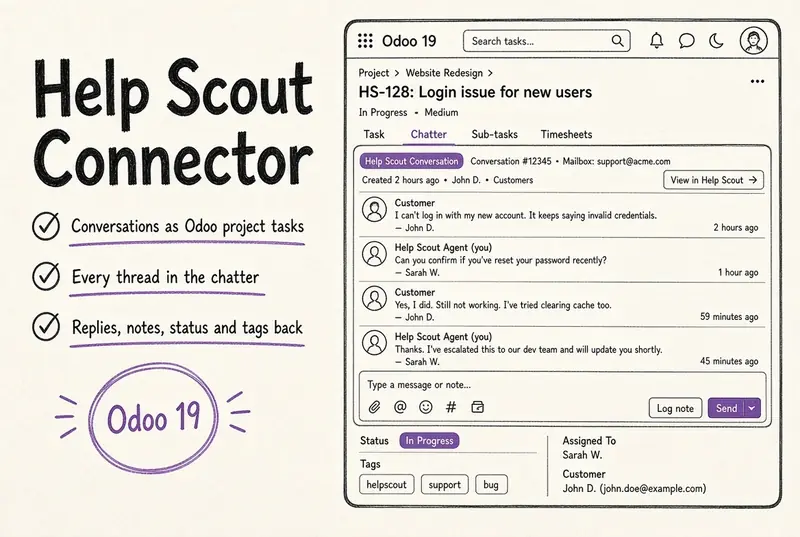 Help Scout
Connector
Conversations as Odoo project tasks
Every thread in the chatter
Replies, notes, status and tags back
Odoo 19
Odoo 19
Search tasks...
Project > Website Redesign >
HS-128: Login issue for new users
In Progress • Medium
Task Chatter Sub-tasks Timesheets
Help Scout Conversation Conversation #12345 • Mailbox: support@acme.com
Created 2 hours ago • John D. • Customers
View in Help Scout →
Customer
I can't log in with my new account. It keeps saying invalid credentials.
— John D. 2 hours ago
Help Scout Agent (you)
Can you confirm if you've reset your password recently?
— Sarah W. 1 hour ago
Customer
Yes, I did. Still not working. I've tried clearing cache too.
— John D. 59 minutes ago
Help Scout Agent (you)
Thanks. I've escalated this to our dev team and will update you shortly.
— Sarah W. 45 minutes ago
Type a message or note...
@ #
Log note Send
Status In Progress
Tags
helpscout support bug
Assigned To
Sarah W.
Customer
John D. (john.doe@example.com)